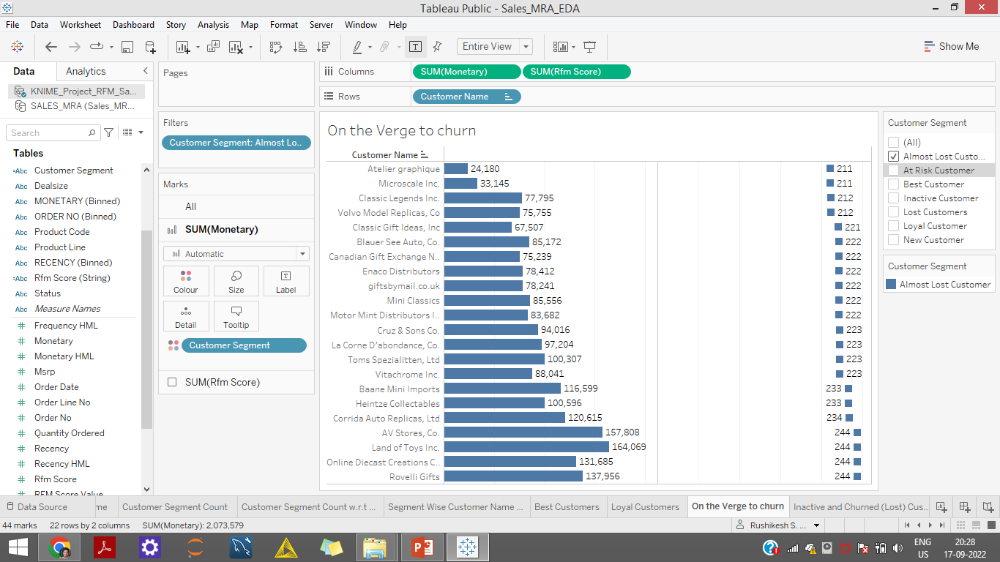 Tableau Public - Sales_MRA_EDA
File Data Worksheet Dashboard Story Analysis Map Format Server Window Help
Entire View
Show Me
Data Analytics
KNIME_Project_RFM_Sa...
SALES_MRA (Sales_MR...
Search
Tables
=Abc Customer Segment
Abc Dealsize
Abc MONETARY (Binned)
Abc ORDER NO (Binned)
Abc Product Code
Abc Product Line
Abc RECENCY (Binned)
=Abc Rfm Score (String)
Abc Status
Abc Measure Names
# Frequency HML
# Monetary
# Monetary HML
# Msrp
# Order Date
# Order Line No
# Order No
# Quantity Ordered
# Recency
# Recency HML
# Rfm Score
# RFM Score Value
Pages
Filters
Customer Segment: Almost Lo..
Marks
All
SUM(Monetary)
Automatic
Colour Size Label
Detail Tooltip
Customer Segment
SUM(Rfm Score)
Columns SUM(Monetary) SUM(Rfm Score)
Rows Customer Name
On the Verge to churn
Customer Name
Atelier graphique 24,180 211
Microscale Inc. 33,145 211
Classic Legends Inc. 77,795 212
Volvo Model Replicas, Co 75,755 212
Classic Gift Ideas, Inc 67,507 221
Blauer See Auto, Co. 85,172 222
Canadian Gift Exchange N.. 75,239 222
Enaco Distributors 78,412 222
giftsbymail.co.uk 78,241 222
Mini Classics 85,556 222
Motor Mint Distributors I.. 83,682 222
Cruz & Sons Co. 94,016 223
La Corne D'abondance, Co. 97,204 223
Toms Spezialitten, Ltd 100,307 223
Vitachrome Inc. 88,041 223
Baane Mini Imports 116,599 233
Heintze Collectables 100,596 233
Corrida Auto Replicas, Ltd 120,615 234
AV Stores, Co. 157,808 244
Land of Toys Inc. 164,069 244
Online Diecast Creations C.. 131,685 244
Rovelli Gifts 137,956 244
Customer Segment
(All)
Almost Lost Custo...
At Risk Customer
Best Customer
Inactive Customer
Lost Customers
Loyal Customer
New Customer
Customer Segment
Almost Lost Customer
Data Source me Customer Segment Count Customer Segment Count w.r.t ... Segment Wise Customer Name ... Best Customers Loyal Customers On the Verge to churn Inactive and Churned (Lost) Cus...
44 marks 22 rows by 2 columns SUM(Monetary): 2,073,579 Rushikesh S. ...
ENG 20:28
US 17-09-2022